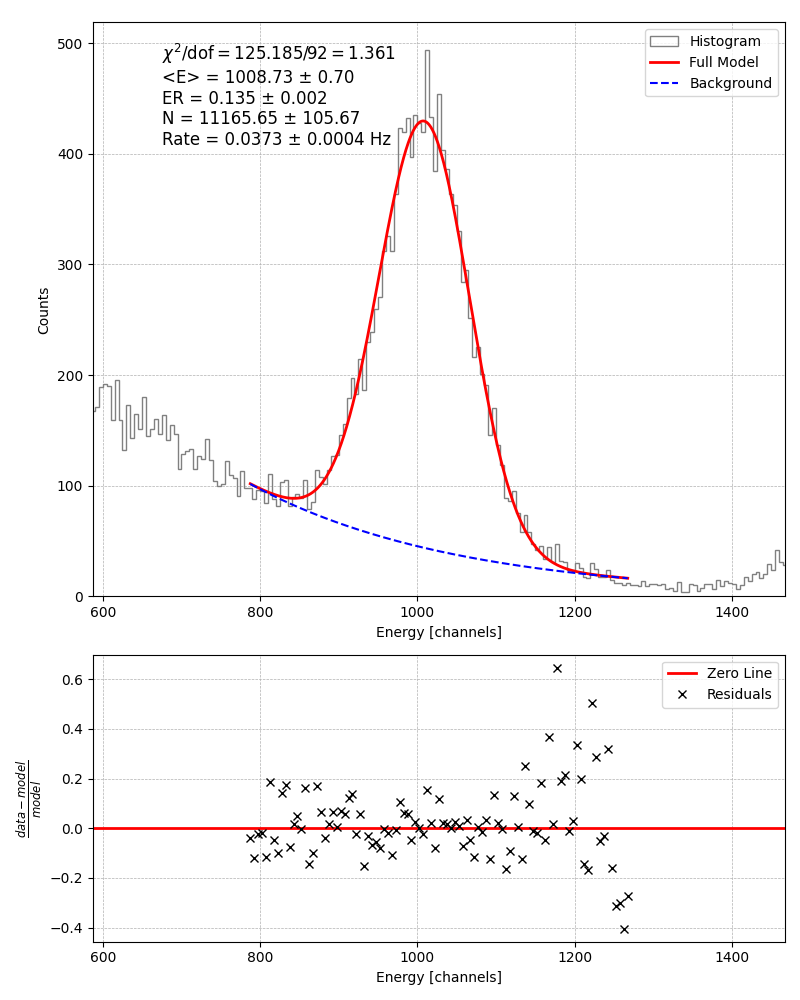 500
400
300
200
100
0
Counts
χ²/dof = 125.185/92 = 1.361
<E> = 1008.73 ± 0.70
ER = 0.135 ± 0.002
N = 11165.65 ± 105.67
Rate = 0.0373 ± 0.0004 Hz
Histogram
Full Model
Background
600 800 1000 1200 1400
Energy [channels]
0.6
0.4
0.2
0.0
−0.2
−0.4
data − model
model
Zero Line
Residuals
600 800 1000 1200 1400
Energy [channels]